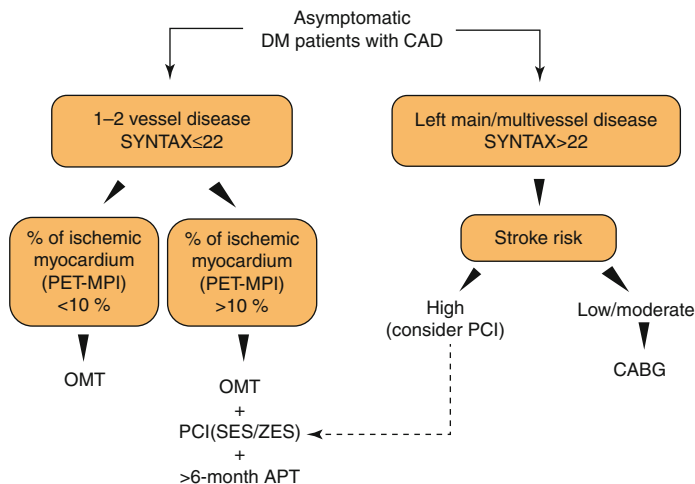 Asymptomatic
DM patients with CAD
1–2 vessel disease
SYNTAX≤22
Left main/multivessel disease
SYNTAX>22
% of ischemic
myocardium
(PET-MPI)
<10 %
% of ischemic
myocardium
(PET-MPI)
>10 %
Stroke risk
High
(consider PCI)
Low/moderate
OMT
CABG
OMT
+
PCI(SES/ZES)
+
>6-month APT